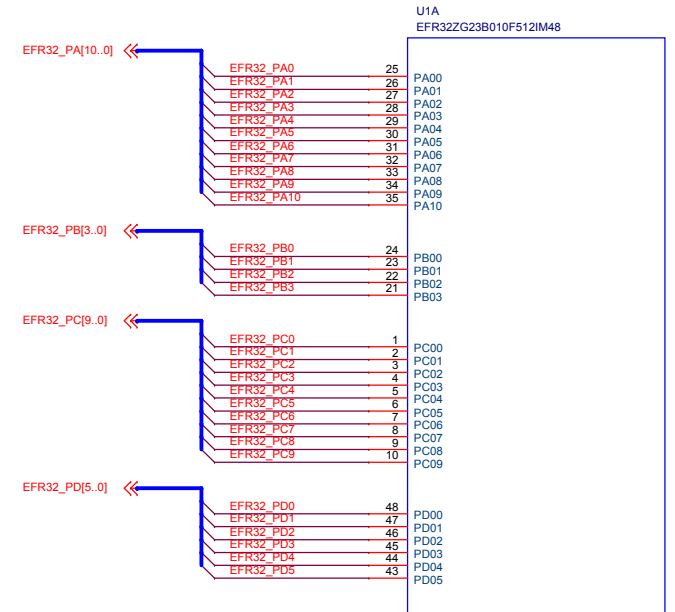 U1A
EFR32ZG23B010F512IM48
EFR32_PA[10..0]
EFR32_PA0 25 PA00
EFR32_PA1 26 PA01
EFR32_PA2 27 PA02
EFR32_PA3 28 PA03
EFR32_PA4 29 PA04
EFR32_PA5 30 PA05
EFR32_PA6 31 PA06
EFR32_PA7 32 PA07
EFR32_PA8 33 PA08
EFR32_PA9 34 PA09
EFR32_PA10 35 PA10
EFR32_PB[3..0]
EFR32_PB0 24 PB00
EFR32_PB1 23 PB01
EFR32_PB2 22 PB02
EFR32_PB3 21 PB03
EFR32_PC[9..0]
EFR32_PC0 1 PC00
EFR32_PC1 2 PC01
EFR32_PC2 3 PC02
EFR32_PC3 4 PC03
EFR32_PC4 5 PC04
EFR32_PC5 6 PC05
EFR32_PC6 7 PC06
EFR32_PC7 8 PC07
EFR32_PC8 9 PC08
EFR32_PC9 10 PC09
EFR32_PD[5..0]
EFR32_PD0 48 PD00
EFR32_PD1 47 PD01
EFR32_PD2 46 PD02
EFR32_PD3 45 PD03
EFR32_PD4 44 PD04
EFR32_PD5 43 PD05